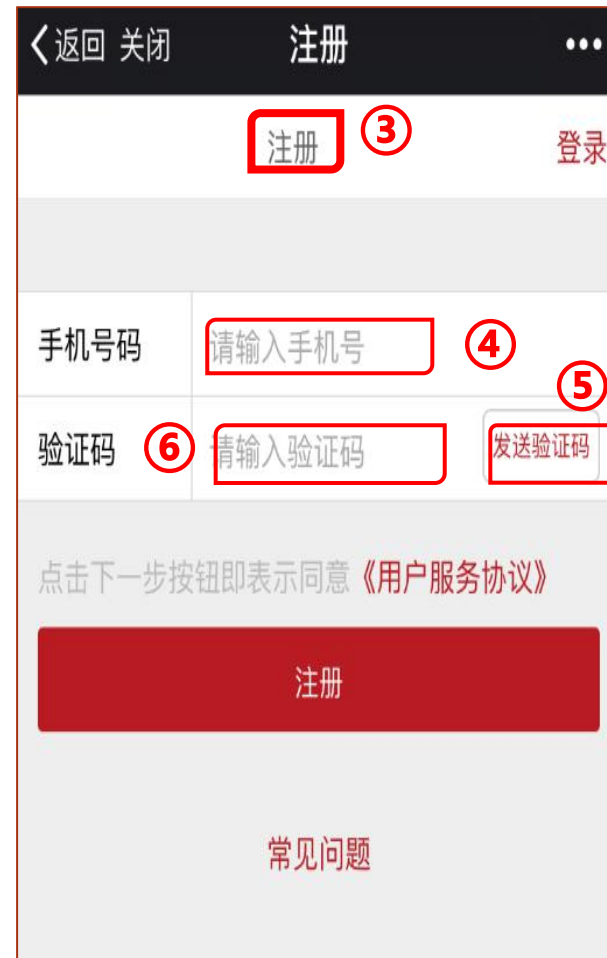 返回 关闭 注册 •••
注册 ③ 登录
手机号码 请输入手机号 ④
⑤
验证码 ⑥ 请输入验证码 发送验证码
点击下一步按钮即表示同意《用户服务协议》
注册
常见问题